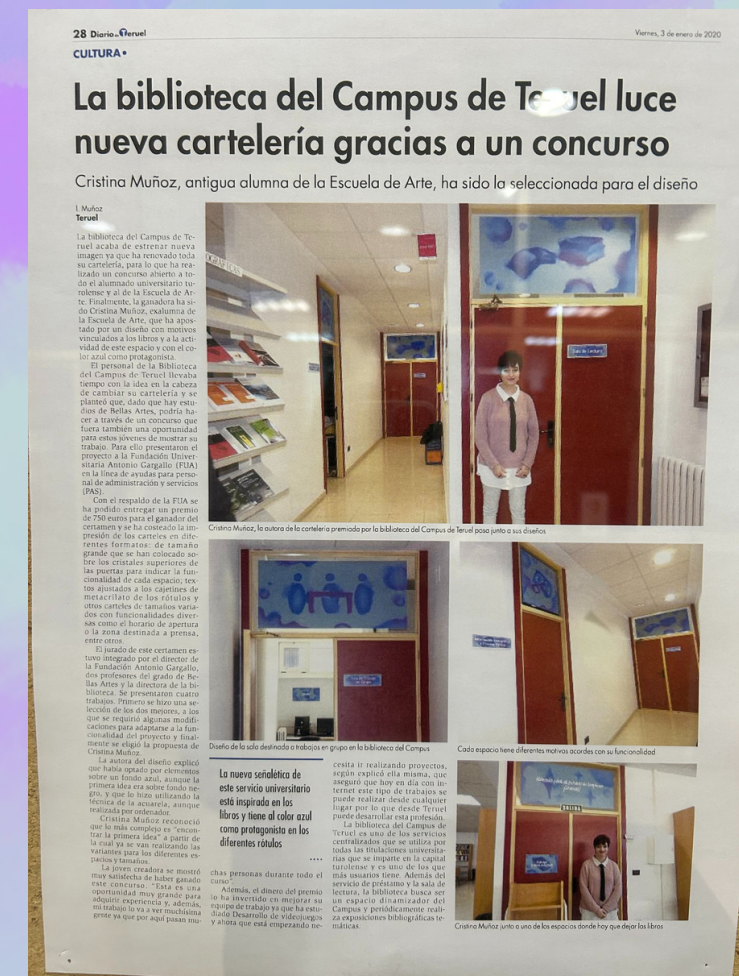 28 Diario de Teruel
Viernes, 3 de enero de 2020
CULTURA•
La biblioteca del Campus de Teruel luce
nueva cartelería gracias a un concurso
Cristina Muñoz, antigua alumna de la Escuela de Arte, ha sido la seleccionada para el diseño
I. Muñoz
Teruel
La biblioteca del Campus de Te-
ruel acaba de estrenar nueva
imagen ya que ha renovado toda
su cartelería, para lo que ha rea-
lizado un concurso abierto a to-
do el alumnado universitario tu-
rolense y al de la Escuela de Ar-
te. Finalmente, la ganadora ha si-
do Cristina Muñoz, exalumna de
la Escuela de Arte, que ha apos-
tado por un diseño con motivos
vinculados a los libros y a la acti-
vidad de este espacio y con el co-
lor azul como protagonista.
El personal de la Biblioteca
del Campus de Teruel llevaba
tiempo con la idea en la cabeza
de cambiar su cartelería y se
planteó que, dado que hay estu-
dios de Bellas Artes, podría ha-
cer a través de un concurso que
fuera también una oportunidad
para estos jóvenes de mostrar su
trabajo. Para ello presentaron el
proyecto a la Fundación Univer-
sitaria Antonio Gargallo (FUA)
en la línea de ayudas para perso-
nal de administración y servicios
(PAS).
Con el respaldo de la FUA se
ha podido entregar un premio
de 750 euros para el ganador del
certamen y se ha costeado la im-
presión de los carteles en dife-
rentes formatos: de tamaño
grande que se han colocado so-
bre los cristales superiores de
las puertas para indicar la fun-
cionalidad de cada espacio; tex-
tos ajustados a los cajetines de
metacrilato de los rótulos y
otros carteles de tamaños varia-
dos con funcionalidades diver-
sas como el horario de apertura
o la zona destinada a prensa,
entre otros.
El jurado de este certamen es-
tuvo integrado por el director de
la Fundación Antonio Gargallo,
dos profesores del grado de Be-
llas Artes y la directora de la bi-
blioteca. Se presentaron cuatro
trabajos. Primero se hizo una se-
lección de los dos mejores, a los
que se requirió algunas modifi-
caciones para adaptarse a la fun-
cionalidad del proyecto y final-
mente se eligió la propuesta de
Cristina Muñoz.
La autora del diseño explicó
que había optado por elementos
sobre un fondo azul, aunque la
primera idea era sobre fondo ne-
gro, y que lo hizo utilizando la
técnica de la acuarela, aunque
realizada por ordenador.
Cristina Muñoz reconoció
que lo más complejo es "encon-
trar la primera idea" a partir de
la cual ya se van realizando las
variantes para los diferentes es-
pacios y tamaños.
La joven creadora se mostró
muy satisfecha de haber ganado
este concurso. "Esta es una
oportunidad muy grande para
adquirir experiencia y, además,
mi trabajo lo va a ver muchísima
gente ya que por aquí pasan mu-
Sala de Lectura
Cristina Muñoz, la autora de la cartelería premiada por la biblioteca del Campus de Teruel posa junto a sus diseños
Diseño de la sala destinada a trabajos en grupo en la biblioteca del Campus
Cada espacio tiene diferentes motivos acordes con su funcionalidad
La nueva señalética de
este servicio universitario
está inspirada en los
libros y tiene al color azul
como protagonista en los
diferentes rótulos
chas personas durante todo el
curso".
Además, el dinero del premio
lo ha invertido en mejorar su
equipo de trabajo ya que ha estu-
diado Desarrollo de Videojuegos
y ahora que está empezando ne-
cesita ir realizando proyectos,
según explicó ella misma, que
aseguró que hoy en día con in-
ternet este tipo de trabajos se
puede realizar desde cualquier
lugar por lo que desde Teruel
puede desarrollar esta profesión.
La biblioteca del Campus de
Teruel es uno de los servicios
centralizados que se utiliza por
todas las titulaciones universita-
rias que se imparte en la capital
turolense y es uno de los que
más usuarios tiene. Además del
servicio de préstamo y la sala de
lectura, la biblioteca busca ser
un espacio dinamizador del
Campus y periódicamente reali-
za exposiciones bibliográficas te-
máticas.
SALIDA
Cristina Muñoz junto a uno de los espacios donde hay que dejar los libros